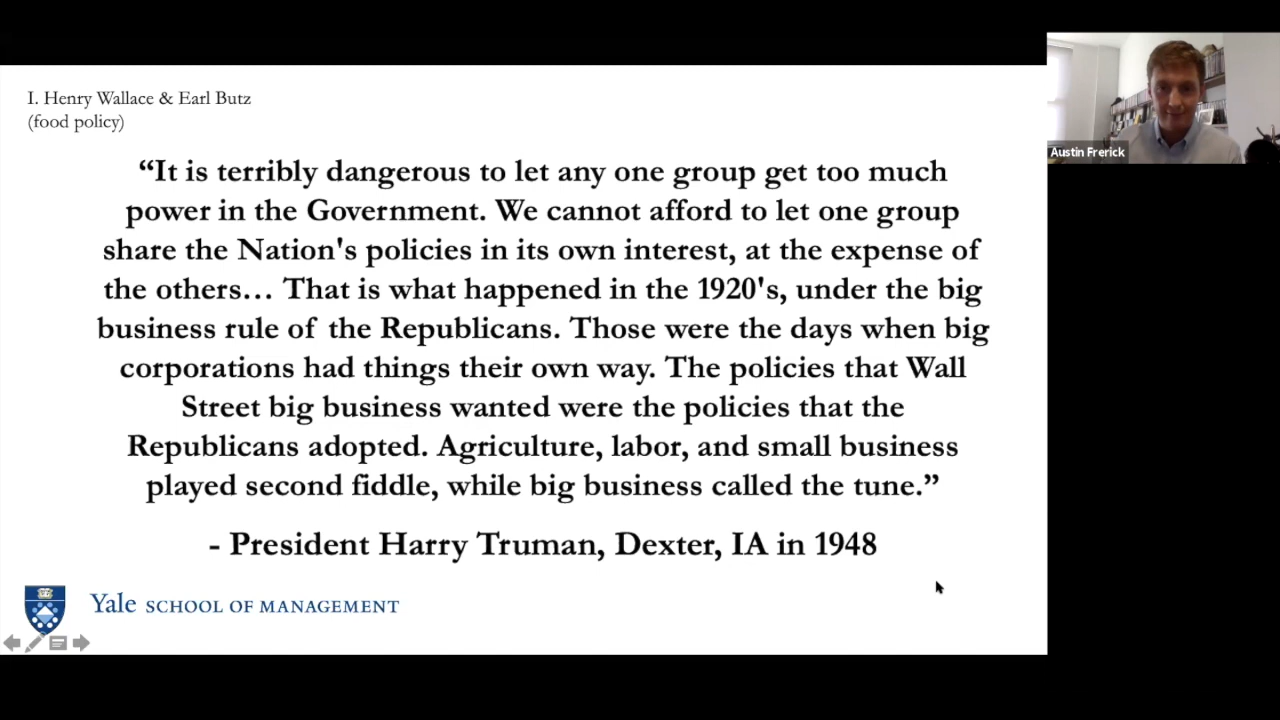 I. Henry Wallace & Earl Butz
(food policy)
“It is terribly dangerous to let any one group get too much
power in the Government. We cannot afford to let one group
share the Nation's policies in its own interest, at the expense of
the others… That is what happened in the 1920's, under the big
business rule of the Republicans. Those were the days when big
corporations had things their own way. The policies that Wall
Street big business wanted were the policies that the
Republicans adopted. Agriculture, labor, and small business
played second fiddle, while big business called the tune.”
- President Harry Truman, Dexter, IA in 1948
Yale SCHOOL OF MANAGEMENT
Austin Frerick